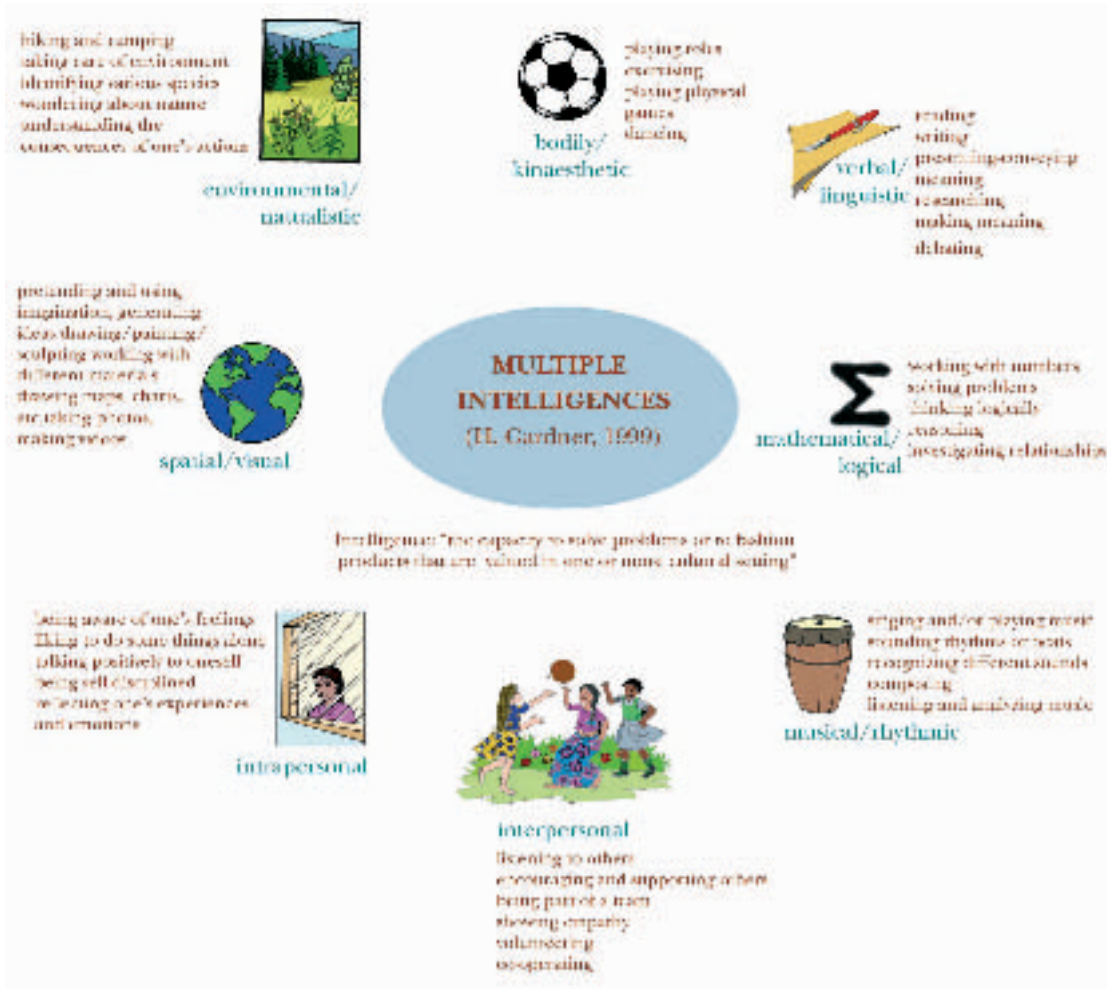 hiking and camping
taking care of environment
identifying various species
wondering about nature
understanding the
consequences of one's actions
environmental/
naturalistic
playing roles
exercising
playing physical
games
dancing
bodily/
kinaesthetic
reading
writing
presenting-conveying
meaning
researching
making meaning
debating
verbal/
linguistic
pretending and using
imagination, generating
ideas drawing/painting/
sculpting working with
different materials
drawing maps, charts,
etc. taking photos,
making videos
spatial/visual
MULTIPLE
INTELLIGENCES
(H. Gardner, 1999)
working with numbers
solving problems
thinking logically
reasoning
investigating relationships
Σ
mathematical/
logical
Intelligence: "the capacity to solve problems or to fashion
products that are valued in one or more cultural setting"
being aware of one's feelings
liking to do some things alone
talking positively to oneself
being self disciplined
reflecting one's experiences
and emotions
intrapersonal
interpersonal
listening to others
encouraging and supporting others
being part of a team
showing empathy
volunteering
co-operating
singing and/or playing music
sounding rhythms or beats
recognizing different sounds
composing
listening and analyzing music
musical/rhythmic